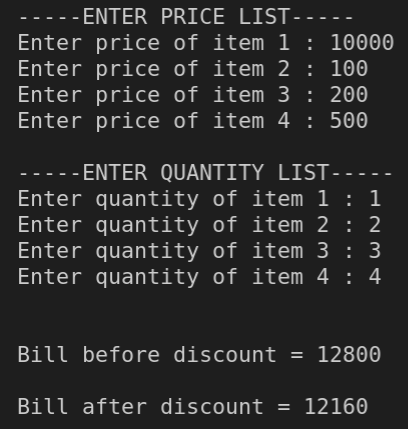 -----ENTER PRICE LIST-----
Enter price of item 1 : 10000
Enter price of item 2 : 100
Enter price of item 3 : 200
Enter price of item 4 : 500
-----ENTER QUANTITY LIST-----
Enter quantity of item 1 : 1
Enter quantity of item 2 : 2
Enter quantity of item 3 : 3
Enter quantity of item 4 : 4
Bill before discount = 12800
Bill after discount = 12160